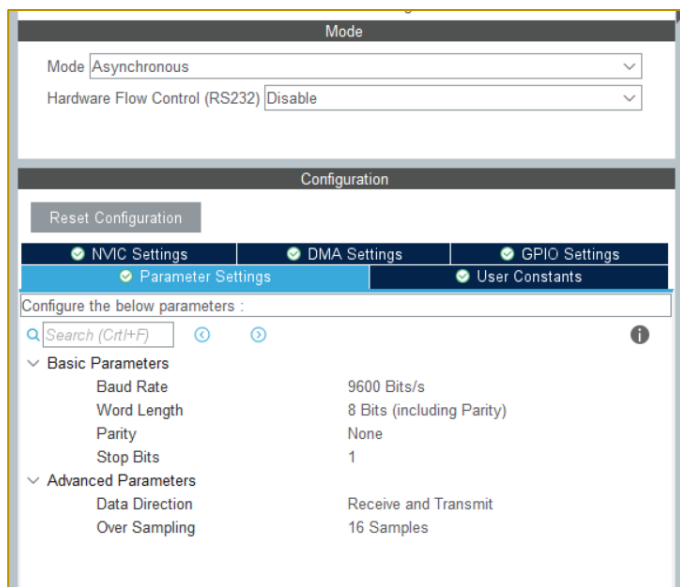 Mode
Mode Asynchronous
Hardware Flow Control (RS232) Disable
Configuration
Reset Configuration
NVIC Settings DMA Settings GPIO Settings
Parameter Settings User Constants
Configure the below parameters :
Search (Crtl+F)
Basic Parameters
Baud Rate 9600 Bits/s
Word Length 8 Bits (including Parity)
Parity None
Stop Bits 1
Advanced Parameters
Data Direction Receive and Transmit
Over Sampling 16 Samples